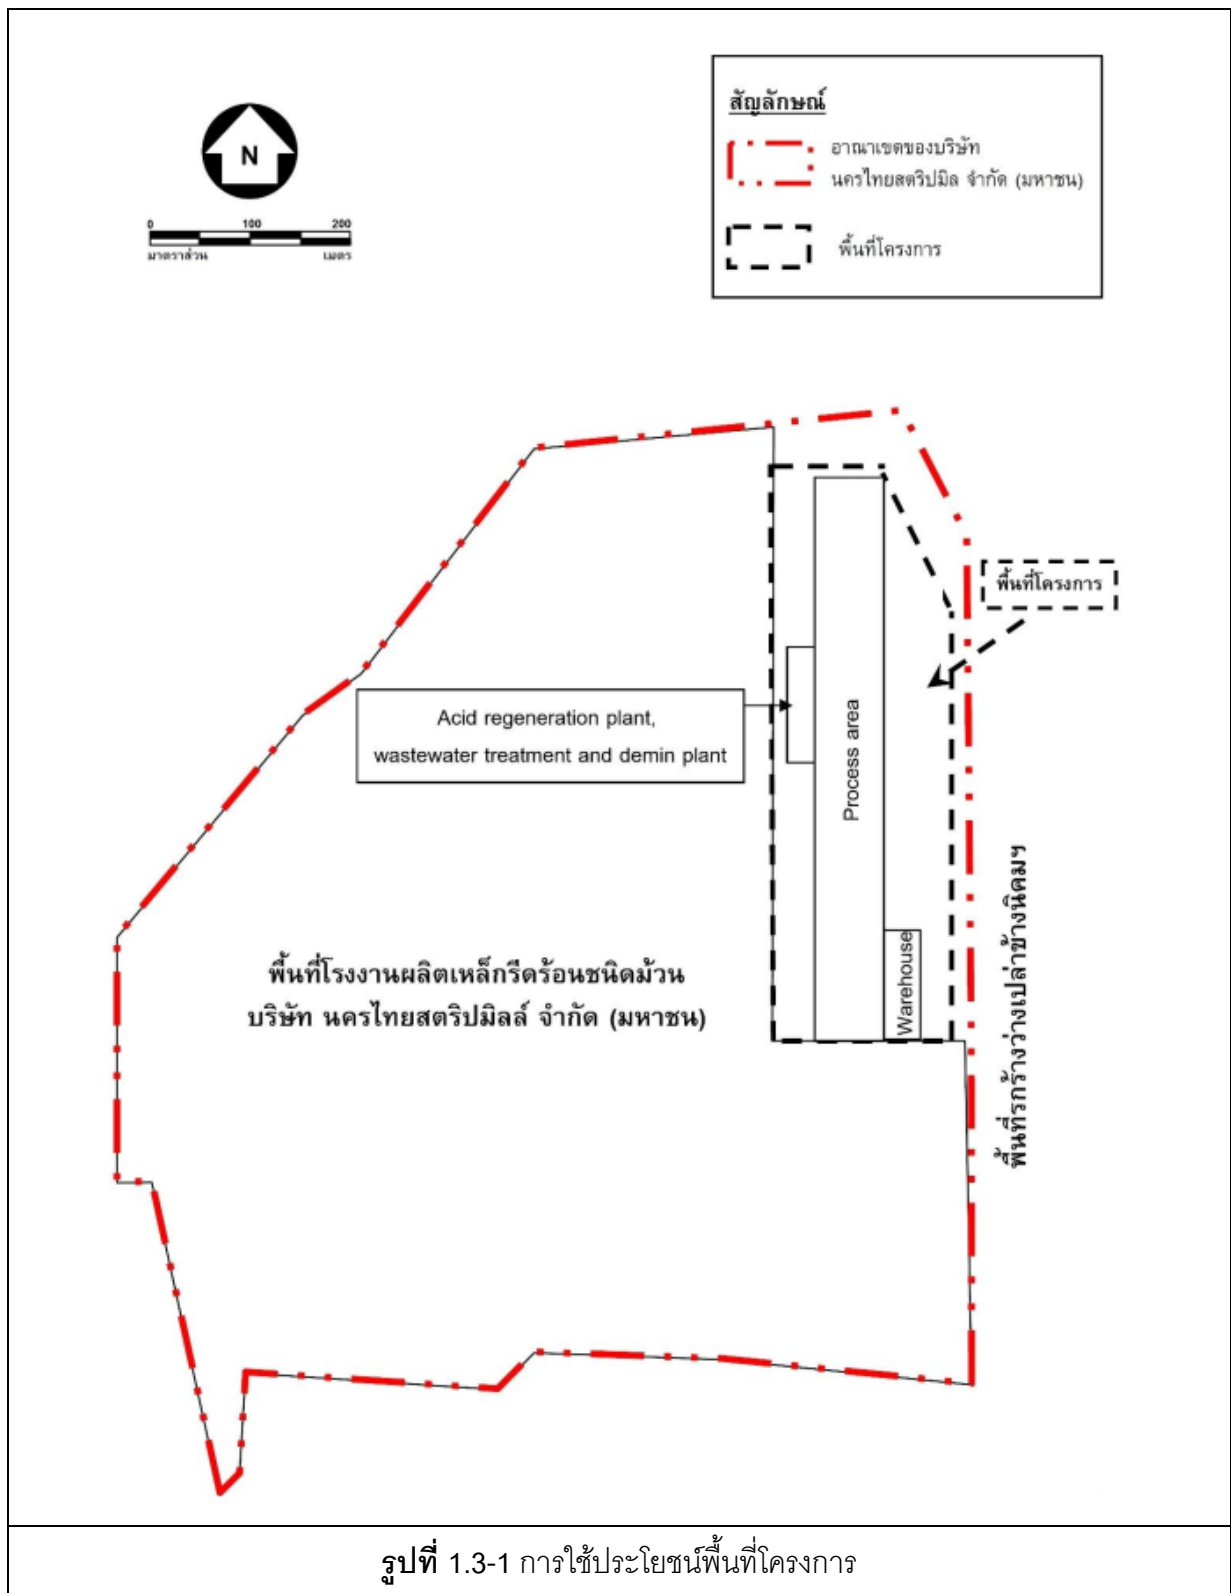 สัญลักษณ์
อาณาเขตของบริษัท
นครไทยสตริปมิล จำกัด (มหาชน)
พื้นที่โครงการ
N
0 100 200
มาตราส่วน เมตร
พื้นที่โครงการ
Acid regeneration plant,
wastewater treatment and demin plant
Process area
Warehouse
พื้นที่รกร้างว่างเปล่าข้างนิคมฯ
พื้นที่โรงงานผลิตเหล็กรีดร้อนชนิดม้วน
บริษัท นครไทยสตริปมิลล์ จำกัด (มหาชน)
รูปที่ 1.3-1 การใช้ประโยชน์พื้นที่โครงการ